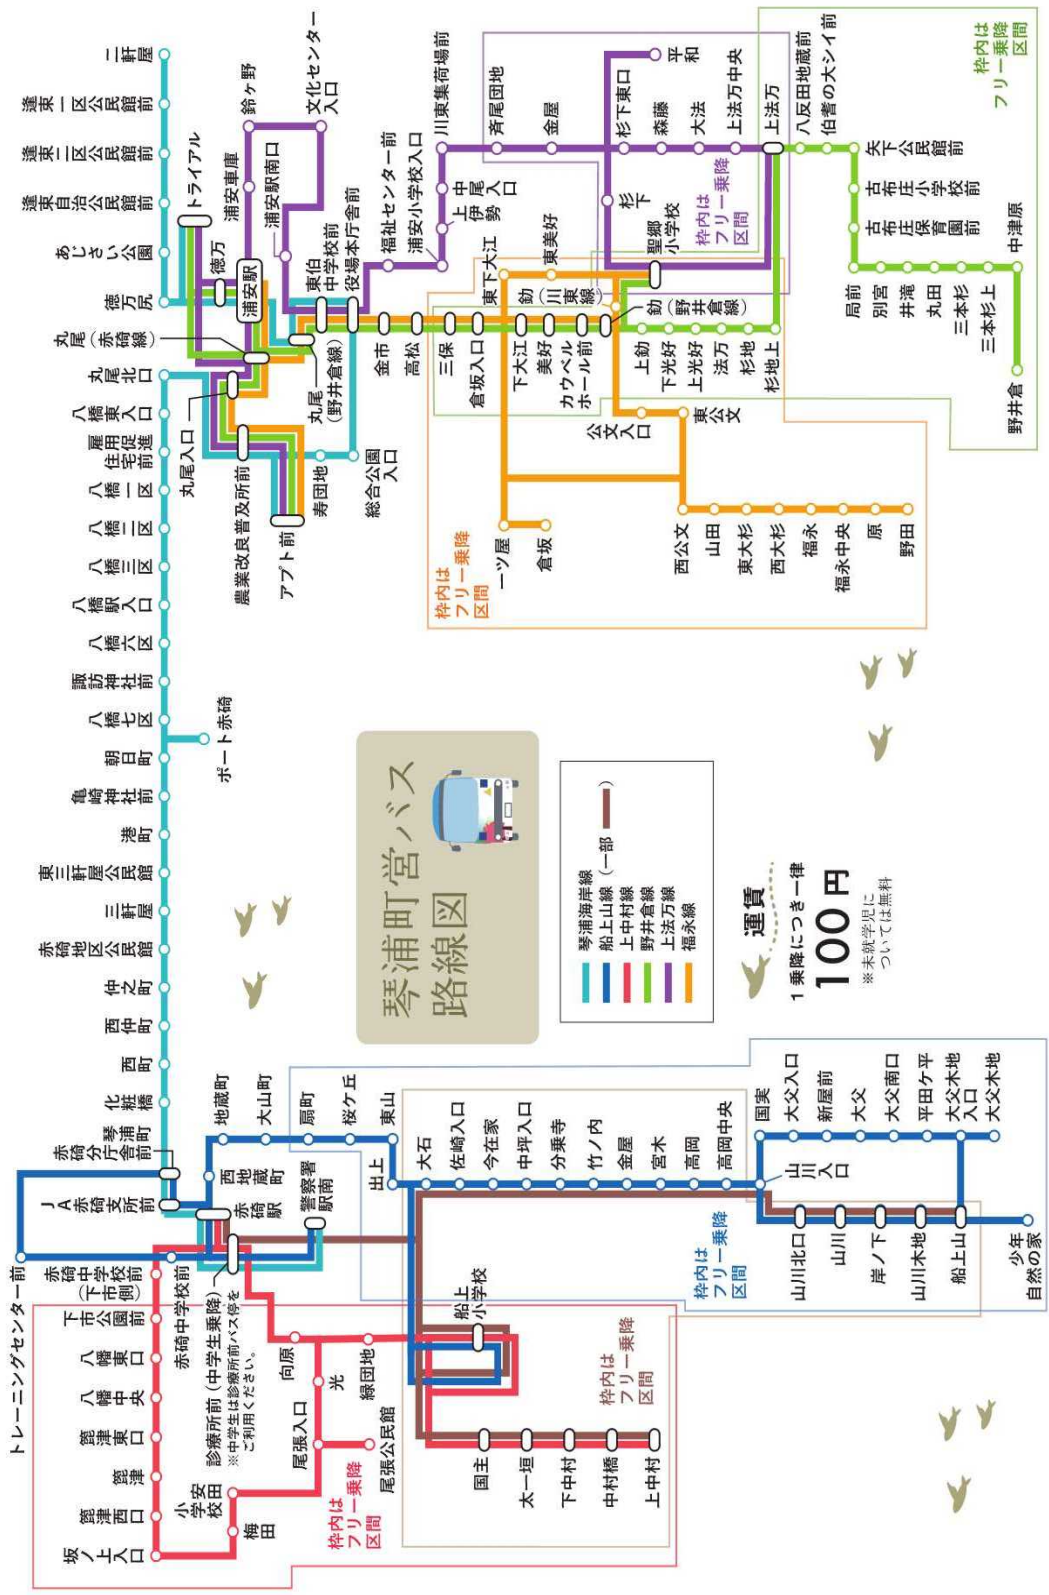 琴浦町営バス
路線図
琴浦海岸線
船上山線（一部　）
上中村線
野井倉線
上法万線
福永線
運賃
1乗降につき一律
100円
※未就学児に
ついては無料
トレーニングセンター前
JA赤碕支所前
琴浦町
赤碕分庁舎前
化粧橋
西町
西仲町
仲之町
赤碕地区公民館
三軒屋
東三軒屋公民館
港町
亀崎神社前
朝日町
ポート赤碕
八橋七区
諏訪神社前
八橋六区
八橋駅入口
八橋三区
八橋二区
八橋一区
雇用促進
住宅前
八橋東入口
丸尾北口
丸尾（赤碕線）
徳万尻
あじさい公園
逢東自治公民館前
逢東二区公民館前
逢東一区公民館前
二軒屋
トライアル
徳万
浦安駅
浦安車庫
鈴ヶ野
文化センター
入口
浦安駅南口
東伯
中学校前
役場本庁舎前
丸尾
（野井倉線）
丸尾入口
農業改良普及所前
アプト前
寿団地
総合公園
入口
福祉センター前
浦安小学校入口
上伊勢
中尾入口
川東集荷場前
斉尾団地
金屋
杉下東口
森藤
大法
上法万中央
上法万
平和
杉下
聖郷
小学校
枠内は
フリー乗降
区間
金市
高松
三保
倉坂入口
下大江
美好
カウベル
ホール前
釛（野井倉線）
釛（川東線）
東下大江
東美好
上釛
下光好
上光好
法万
杉地
杉地上
八反田地蔵前
伯耆の大シイ前
矢下公民館前
古布庄小学校前
古布庄保育園前
局前
別宮
井滝
丸田
三本杉
三本杉上
中津原
野井倉
枠内は
フリー乗降
区間
公文入口
東公文
一ツ屋
倉坂
西公文
山田
東大杉
西大杉
福永
福永中央
原
野田
枠内は
フリー乗降
区間
赤碕駅
警察署
駅南
西地蔵町
地蔵町
大山町
扇町
桜ケ丘
東山
出上
大石
佐崎入口
今在家
中坪入口
分乗寺
竹ノ内
金屋
宮木
高岡
高岡中央
山川入口
国実
大父入口
新屋前
大父
大父南口
平田ケ平
大父木地
入口
大父木地
山川北口
山川
岸ノ下
山川木地
船上山
少年
自然の家
枠内は
フリー乗降
区間
赤碕中学校前
（下市側）
赤碕中学校前
診療所前（中学生乗降）
※中学生は診療所前バス停を
ご利用ください。
下市公園前
八幡東口
八幡中央
箆津東口
箆津
箆津西口
坂ノ上入口
梅田
安田
小学校
尾張入口
尾張公民館
光
向原
緑団地
枠内は
フリー乗降
区間
船上
小学校
国主
太一垣
下中村
中村橋
上中村
枠内は
フリー乗降
区間